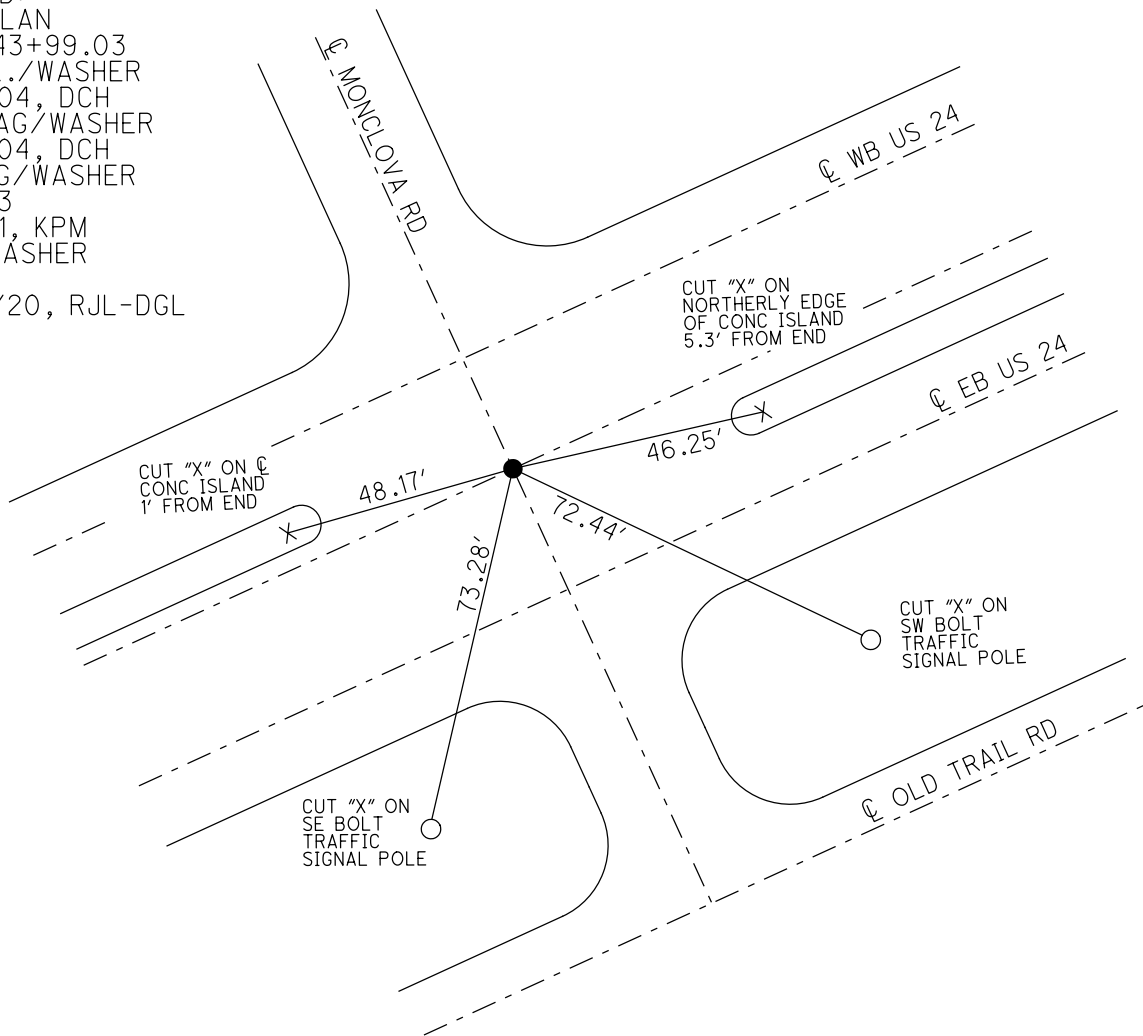 LAN
43+99.03
./WASHER
04, DCH
AG/WASHER
04, DCH
G/WASHER
3
1, KPM
ASHER
/20, RJL-DGL
℄ MONCLOVA RD
℄ WB US 24
CUT "X" ON
NORTHERLY EDGE
OF CONC ISLAND
5.3' FROM END
℄ EB US 24
46.25'
CUT "X" ON ℄
CONC ISLAND
1' FROM END
48.17'
72.44'
73.28'
CUT "X" ON
SW BOLT
TRAFFIC
SIGNAL POLE
℄ OLD TRAIL RD
CUT "X" ON
SE BOLT
TRAFFIC
SIGNAL POLE